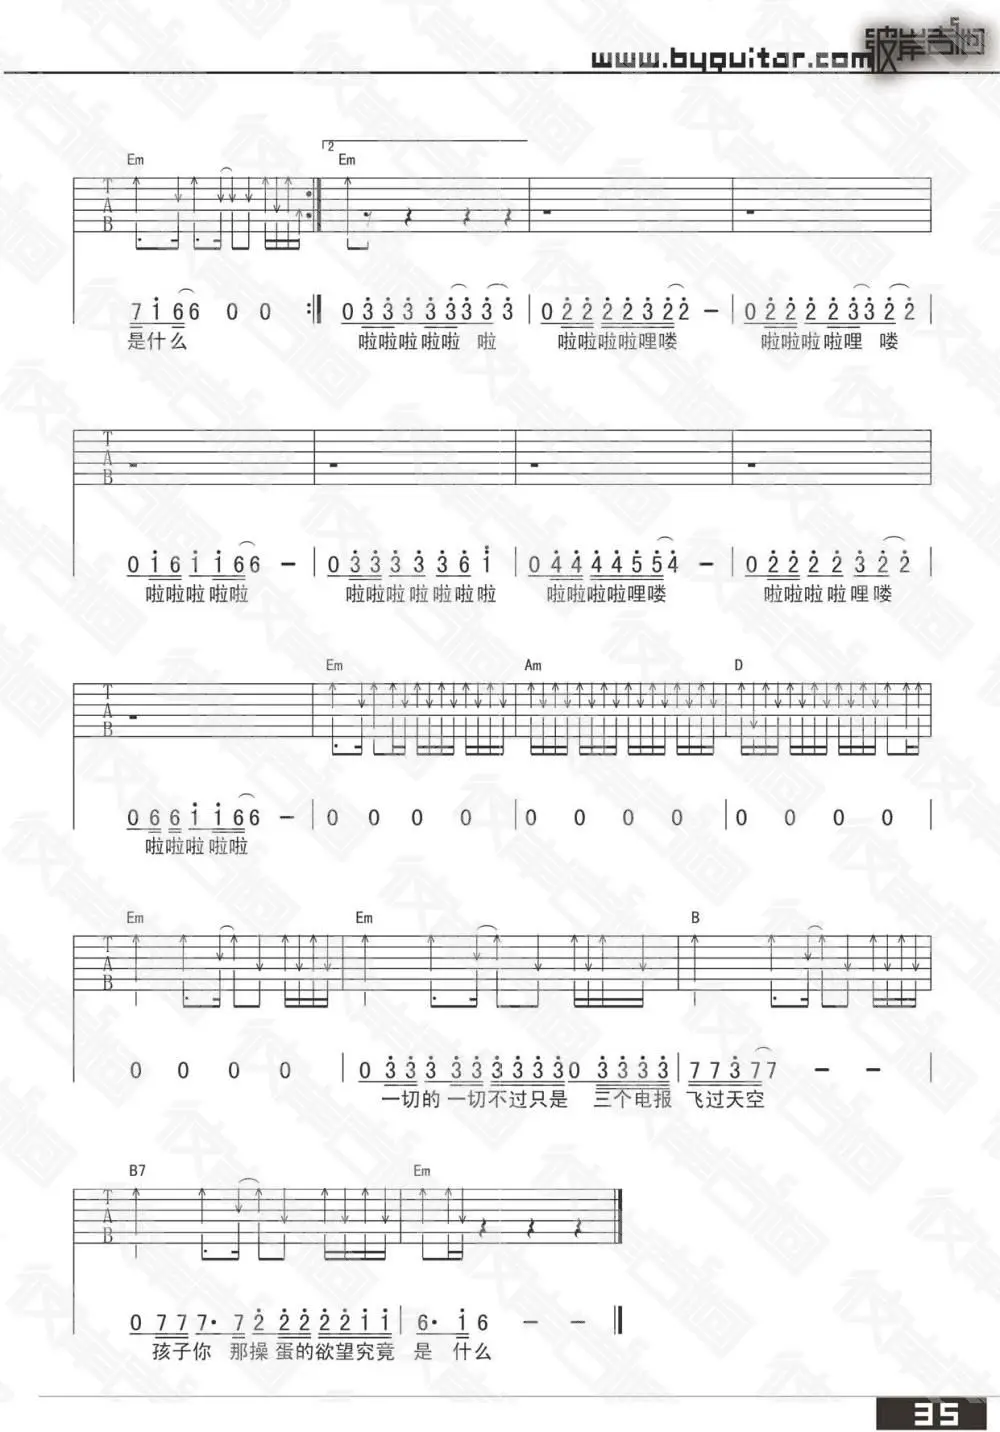 www.byguitar.com
彼岸吉他
2
Em Em
T
A
B
7 1 6 6 0 0 :‖ 0 3 3 3 3 3 3 3 3 3 | 0 2 2 2 2 2 3 2 2 – | 0 2 2 2 2 2 3 3 2 2 |
是什么 啦啦啦啦啦 啦 啦啦啦啦哩喽 啦啦啦啦哩 喽
T
A
B
0 1 6 1 1 6 6 – | 0 3 3 3 3 3 6 1 | 0 4 4 4 4 5 5 4 – | 0 2 2 2 2 3 2 2 |
啦啦啦啦啦 啦啦啦啦啦啦啦 啦啦啦啦哩喽 啦啦啦啦哩喽
Em Am D
T
A
B
0 6 6 1 1 6 6 – | 0 0 0 0 | 0 0 0 0 | 0 0 0 0 |
啦啦啦啦啦
Em Em B
T
A
B
0 0 0 0 | 0 3 3 3 3 3 3 3 3 3 0 3 3 3 3 | 7 7 3 7 7 – – |
一切的一切不过只是 三个电报 飞过天空
B7 Em
T
A
B
0 7 7 7· 7 2 2 2 2 2 1 1 | 6· 1 6 – – ‖
孩子你 那操蛋的欲望究竟 是 什么
35